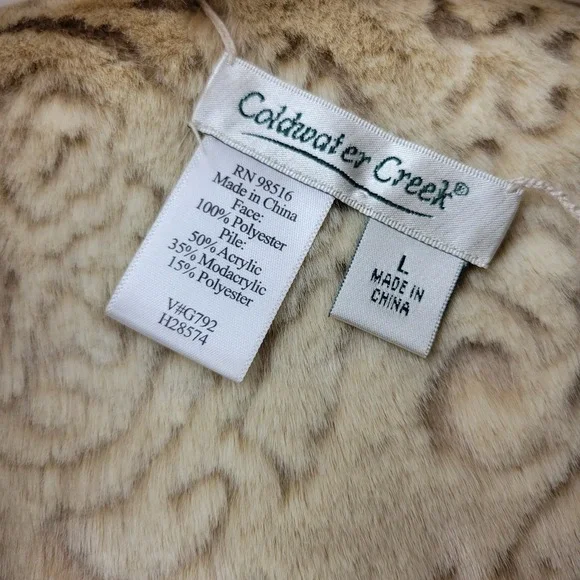 Coldwater Creek®
RN 98516
Made in China
Face:
100% Polyester
Pile:
50% Acrylic
35% Modacrylic
15% Polyester
V#G792
H28574
L
MADE IN
CHINA